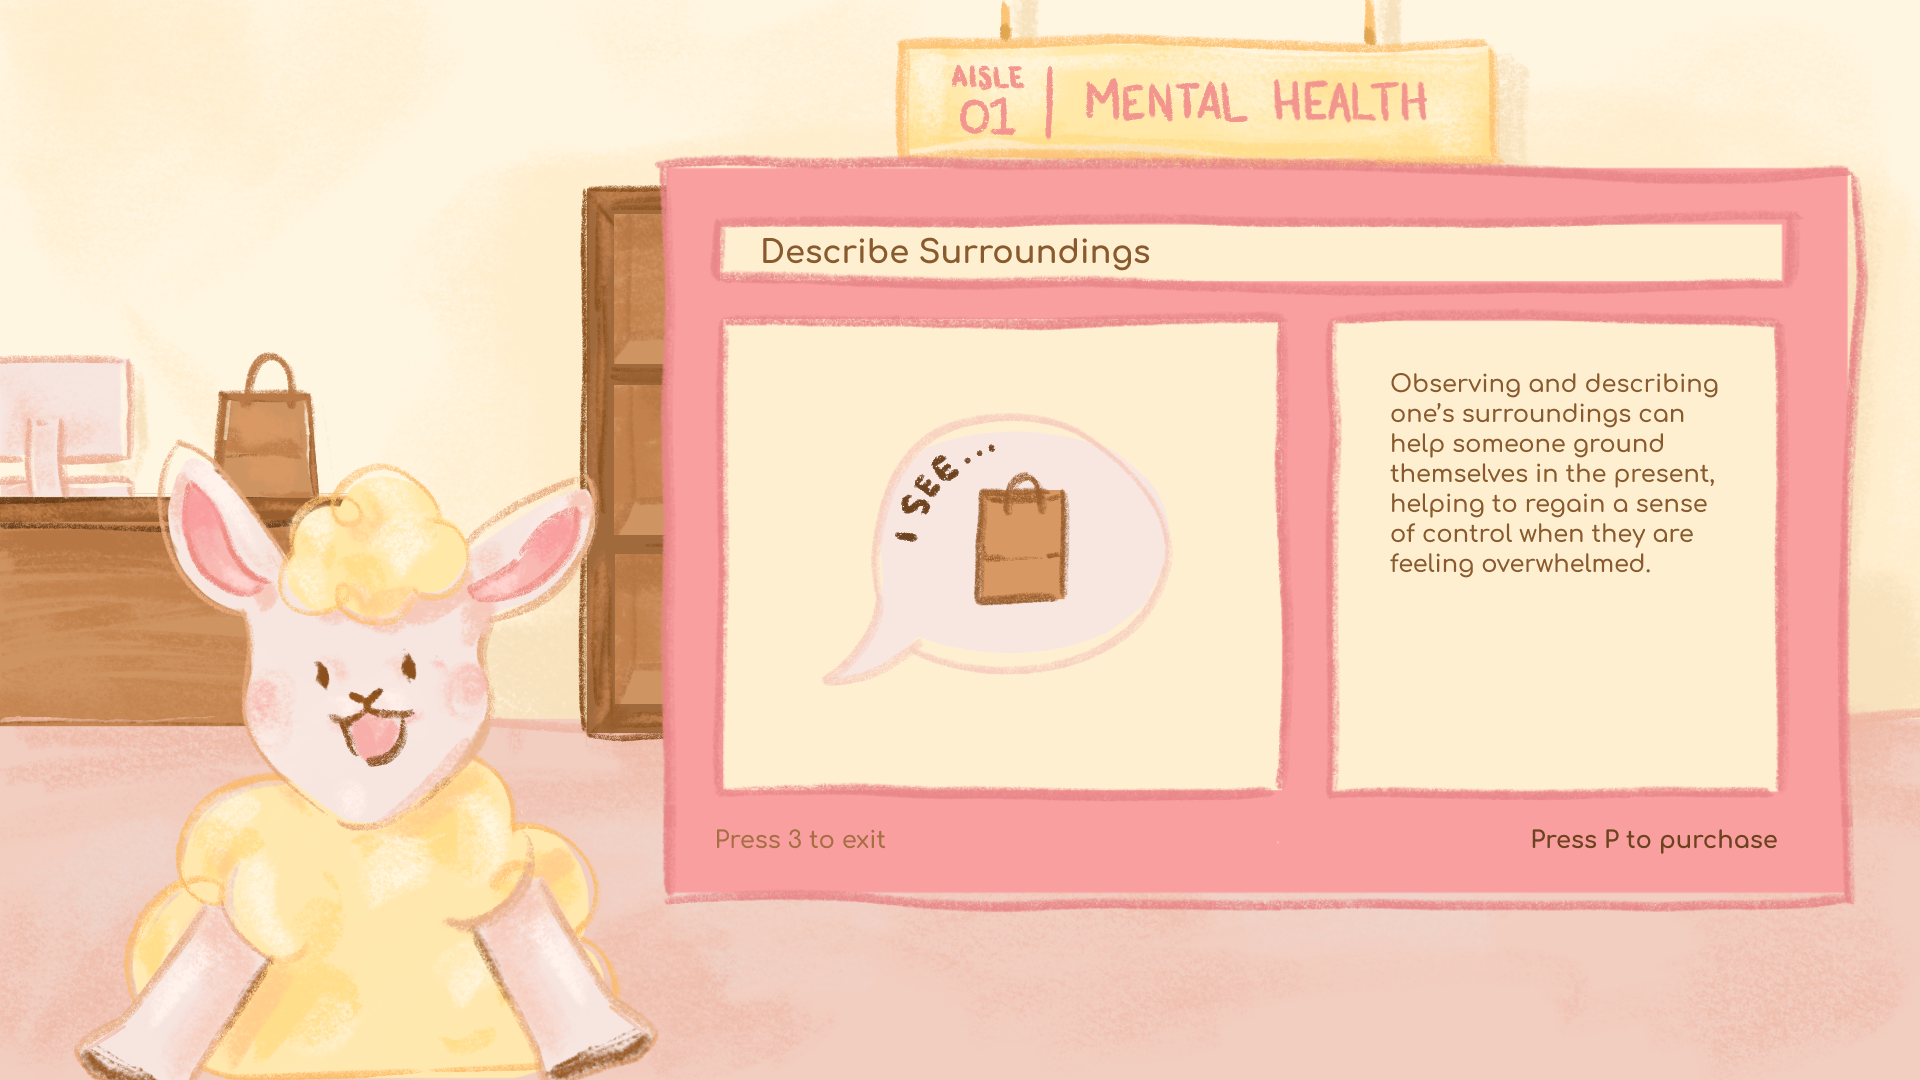 AISLE
01
MENTAL HEALTH
Describe Surroundings
I SEE...
Observing and describing
one’s surroundings can
help someone ground
themselves in the present,
helping to regain a sense
of control when they are
feeling overwhelmed.
Press 3 to exit
Press P to purchase